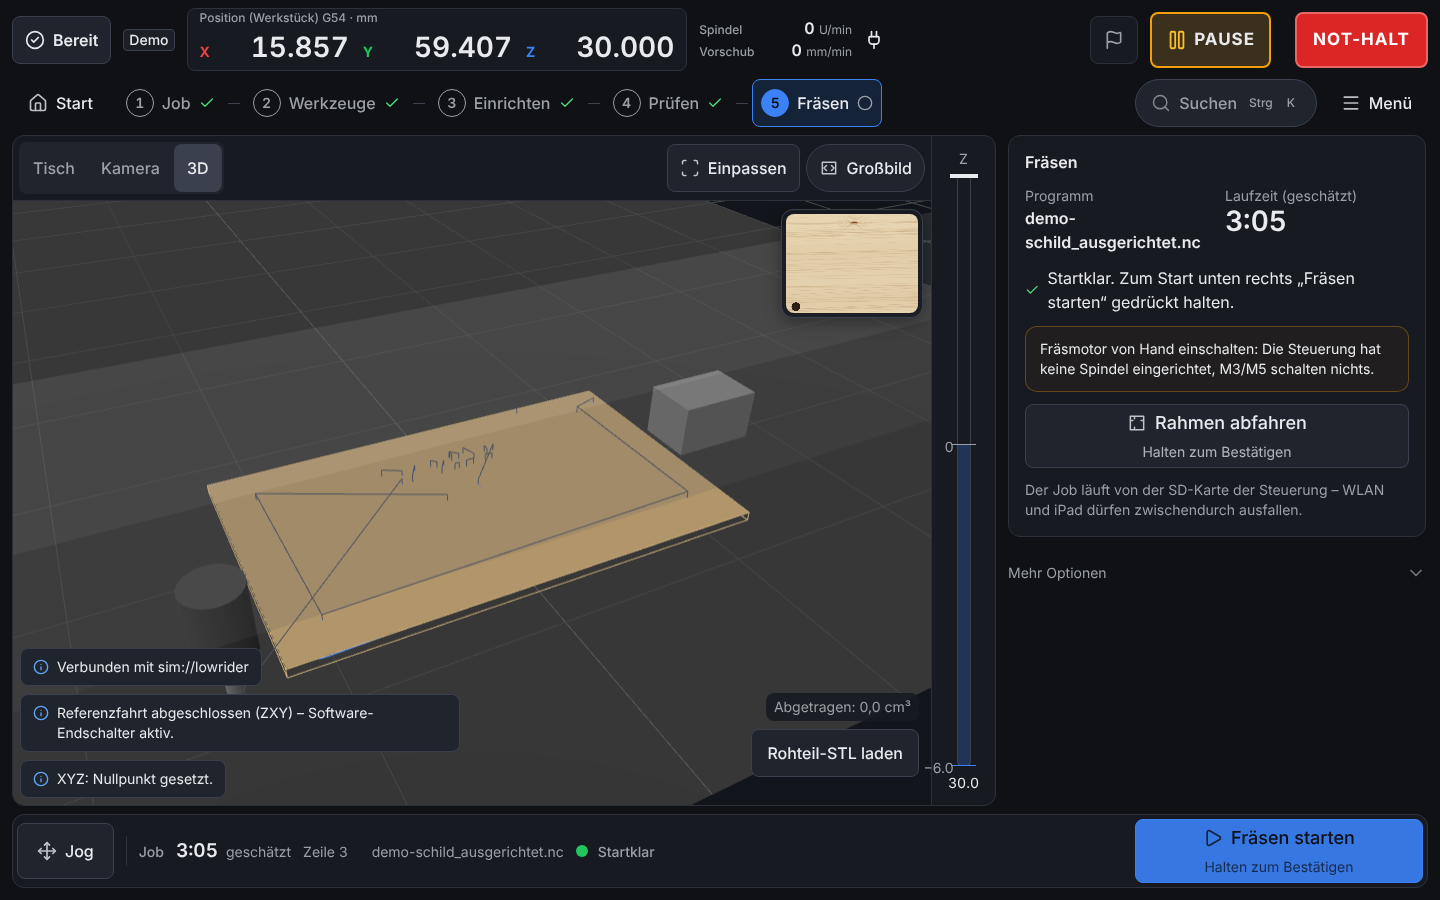 Bereit
Demo
Position (Werkstück) G54 · mm
X 15.857 Y 59.407 Z 30.000
Spindel 0 U/min
Vorschub 0 mm/min
PAUSE
NOT-HALT
Start
1 Job
2 Werkzeuge
3 Einrichten
4 Prüfen
5 Fräsen
Suchen Strg K
Menü
Tisch
Kamera
3D
Einpassen
Großbild
Z
0
-6.0
30.0
Verbunden mit sim://lowrider
Referenzfahrt abgeschlossen (ZXY) – Software-
Endschalter aktiv.
XYZ: Nullpunkt gesetzt.
Abgetragen: 0,0 cm³
Rohteil-STL laden
Fräsen
Programm
demo-
schild_ausgerichtet.nc
Laufzeit (geschätzt)
3:05
Startklar. Zum Start unten rechts „Fräsen
starten“ gedrückt halten.
Fräsmotor von Hand einschalten: Die Steuerung hat
keine Spindel eingerichtet, M3/M5 schalten nichts.
Rahmen abfahren
Halten zum Bestätigen
Der Job läuft von der SD-Karte der Steuerung – WLAN
und iPad dürfen zwischendurch ausfallen.
Mehr Optionen
Jog
Job 3:05 geschätzt Zeile 3 demo-schild_ausgerichtet.nc Startklar
Fräsen starten
Halten zum Bestätigen